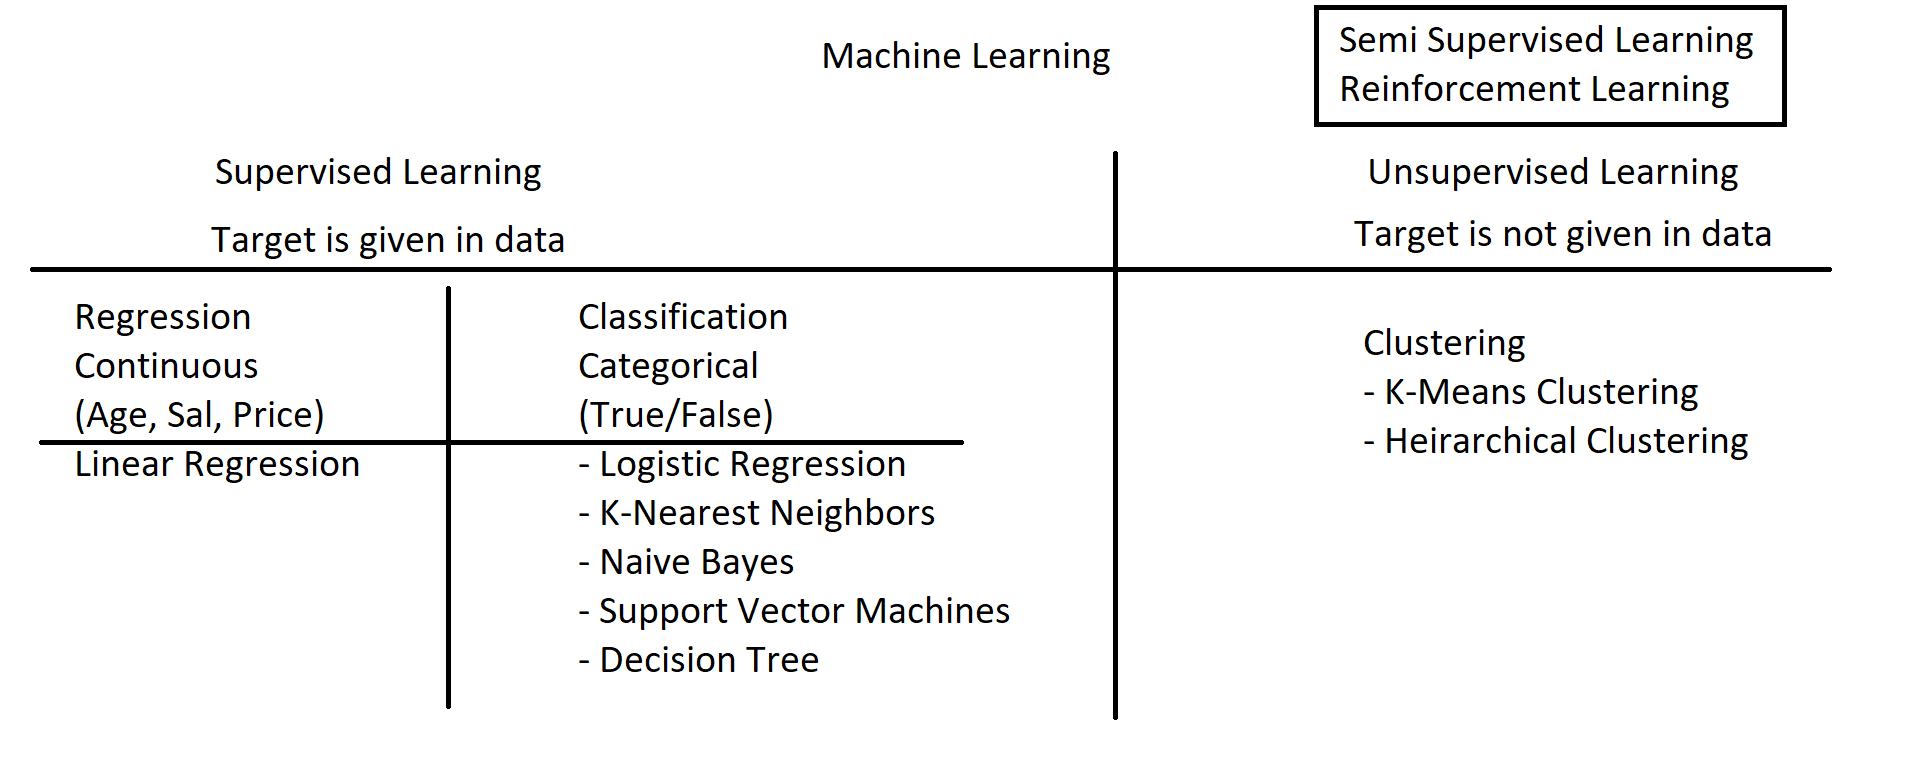 Machine Learning
Semi Supervised Learning
Reinforcement Learning
Supervised Learning
Target is given in data
Unsupervised Learning
Target is not given in data
Regression
Continuous
(Age, Sal, Price)
Linear Regression
Classification
Categorical
(True/False)
- Logistic Regression
- K-Nearest Neighbors
- Naive Bayes
- Support Vector Machines
- Decision Tree
Clustering
- K-Means Clustering
- Heirarchical Clustering